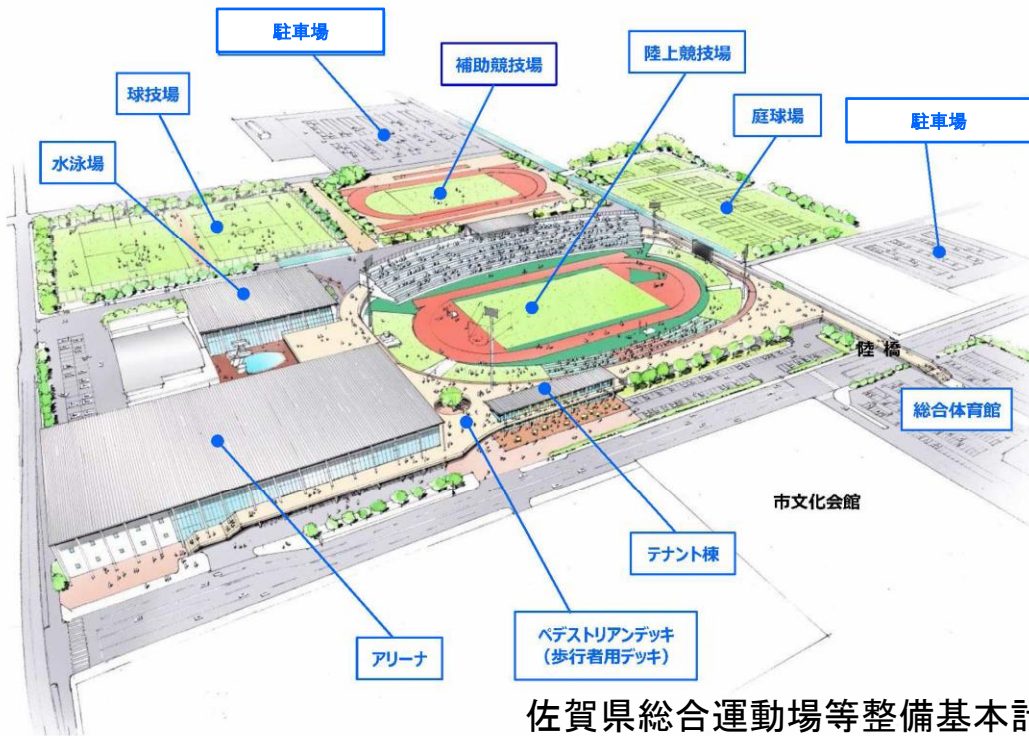 駐車場
補助競技場
陸上競技場
球技場
庭球場
駐車場
水泳場
陸橋
総合体育館
市文化会館
テナント棟
ペデストリアンデッキ
(歩行者用デッキ)
アリーナ
佐賀県総合運動場等整備基本計